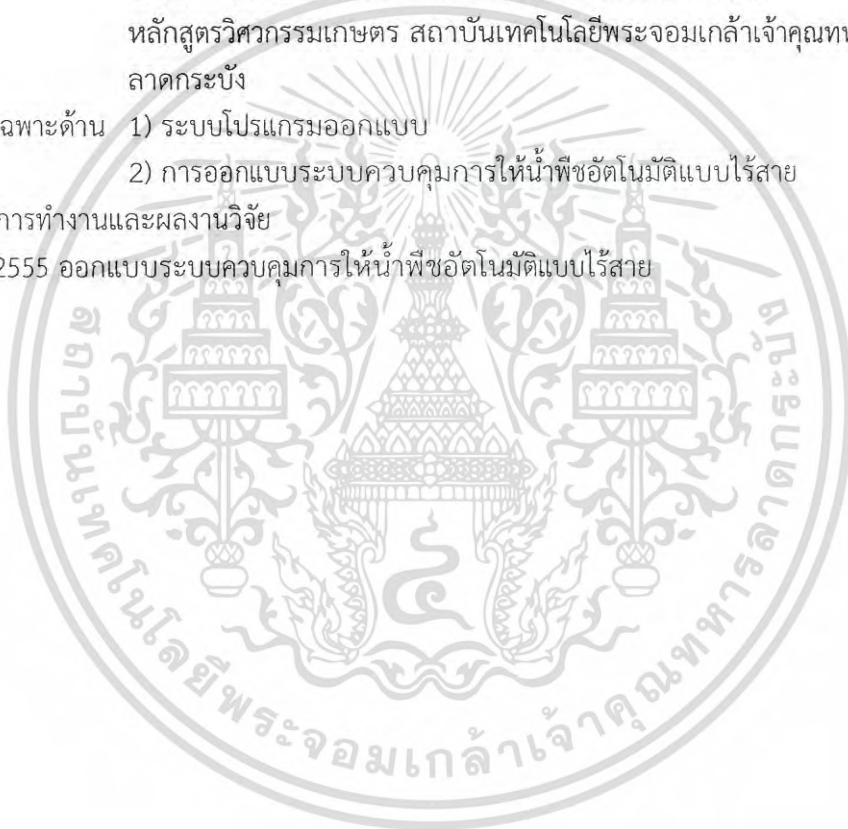 หลักสูตรวิศวกรรมเกษตร สถาบันเทคโนโลยีพระจอมเกล้าเจ้าคุณท
ลาดกระบัง
ฉพาะด้าน 1) ระบบโปรแกรมออกแบบ
2) การออกแบบระบบควบคุมการให้น้ำพืชอัตโนมัติแบบไร้สาย
การทำงานและผลงานวิจัย
2555 ออกแบบระบบควบคุมการให้น้ำพืชอัตโนมัติแบบไร้สาย
สถาบันเทคโนโลยีพระจอมเกล้าเจ้าคุณทหารลาดกระบัง
๔